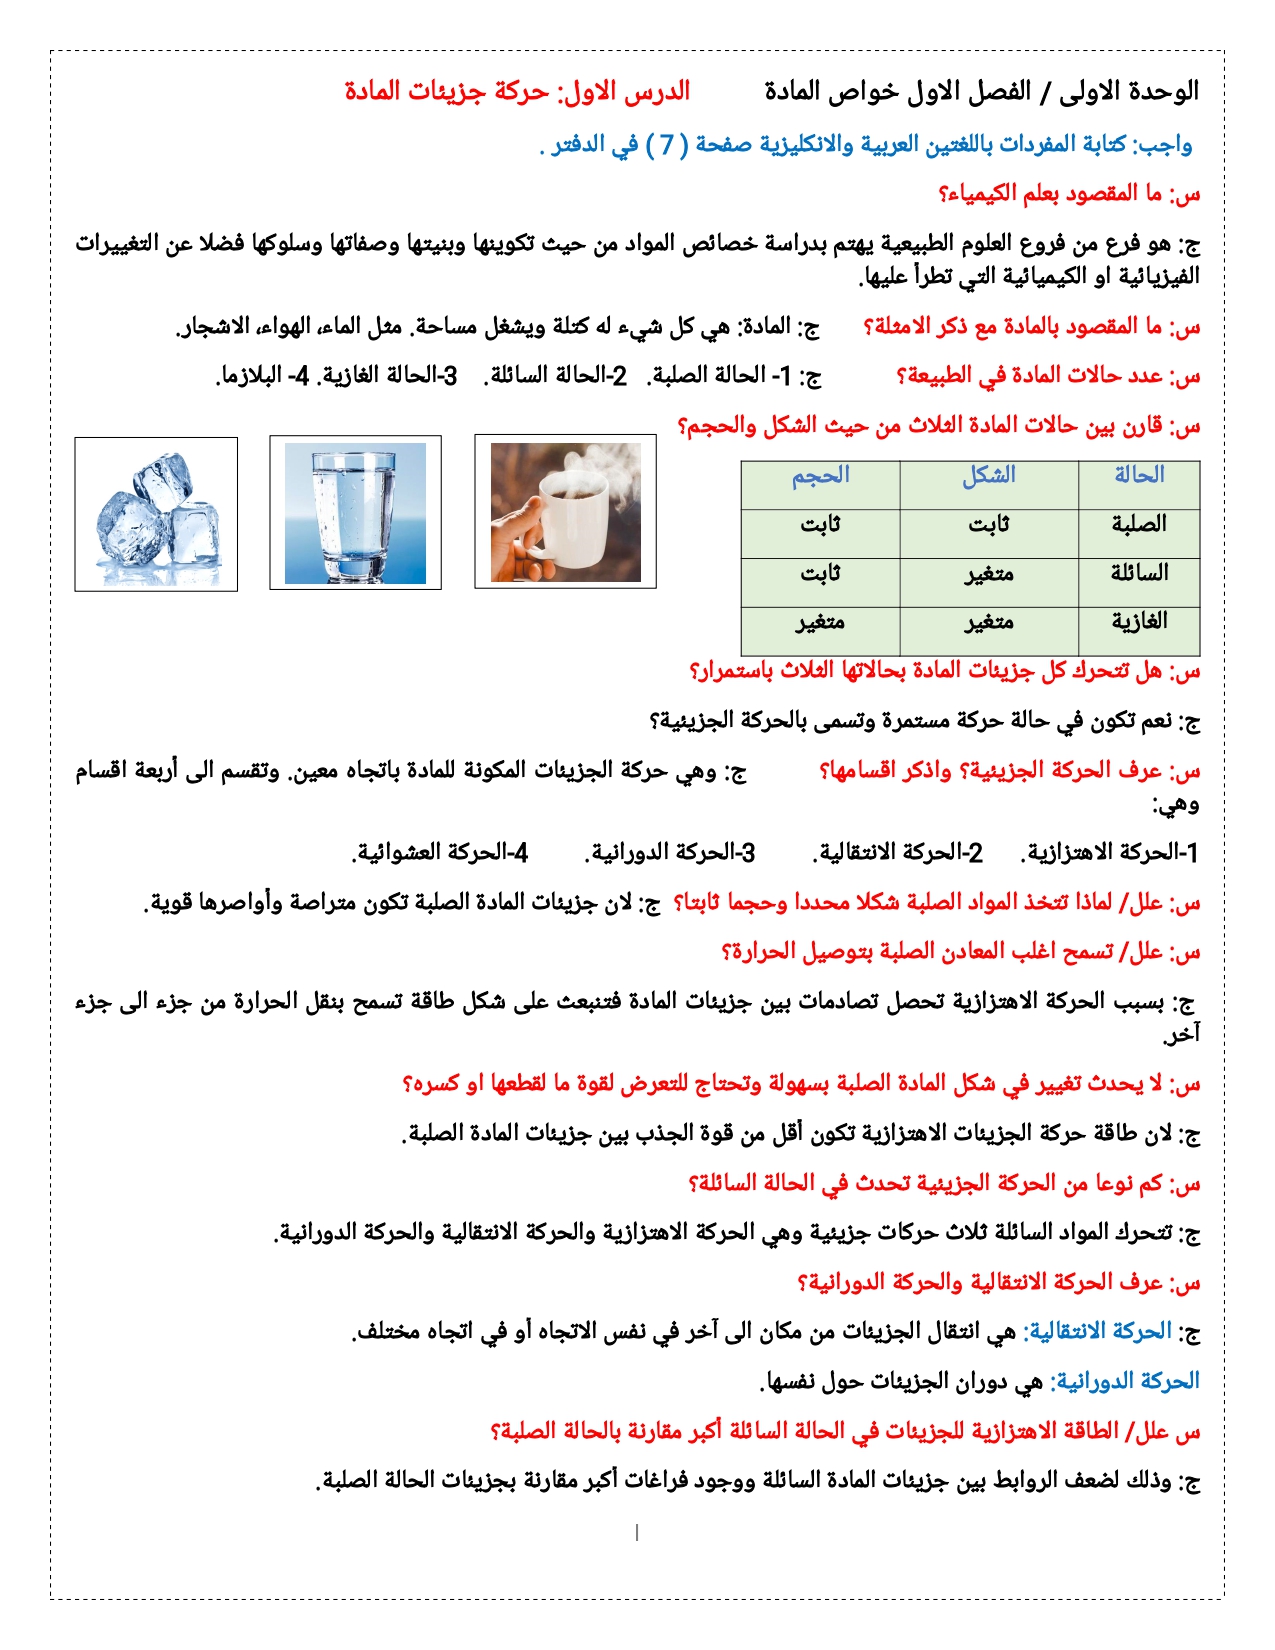 الوحدة الاولى / الفصل الاول خواص المادة الدرس الاول: حركة جزيئات المادة
واجب: كتابة المفردات باللغتين العربية والانكليزية صفحة ( 7 ) في الدفتر .
س: ما المقصود بعلم الكيمياء؟
ج: هو فرع من فروع العلوم الطبيعية يهتم بدراسة خصائص المواد من حيث تكوينها وبنيتها وصفاتها وسلوكها فضلا عن التغييرات
الفيزيائية او الكيميائية التي تطرأ عليها.
س: ما المقصود بالمادة مع ذكر الامثلة؟ ج: المادة: هي كل شيء له كتلة ويشغل مساحة. مثل الماء، الهواء، الاشجار.
س: عدد حالات المادة في الطبيعة؟ ج: 1- الحالة الصلبة. 2-الحالة السائلة. 3-الحالة الغازية. 4- البلازما.
س: قارن بين حالات المادة الثلاث من حيث الشكل والحجم؟
الحالة الشكل الحجم
الصلبة ثابت ثابت
السائلة متغير ثابت
الغازية متغير متغير
س: هل تتحرك كل جزيئات المادة بحالاتها الثلاث باستمرار؟
ج: نعم تكون في حالة حركة مستمرة وتسمى بالحركة الجزيئية؟
س: عرف الحركة الجزيئية؟ واذكر اقسامها؟ ج: وهي حركة الجزيئات المكونة للمادة باتجاه معين. وتقسم الى أربعة اقسام
وهي:
1-الحركة الاهتزازية. 2-الحركة الانتقالية. 3-الحركة الدورانية. 4-الحركة العشوائية.
س: علل/ لماذا تتخذ المواد الصلبة شكلا محددا وحجما ثابتا؟ ج: لان جزيئات المادة الصلبة تكون متراصة وأواصرها قوية.
س: علل/ تسمح اغلب المعادن الصلبة بتوصيل الحرارة؟
ج: بسبب الحركة الاهتزازية تحصل تصادمات بين جزيئات المادة فتنبعث على شكل طاقة تسمح بنقل الحرارة من جزء الى جزء
آخر.
س: لا يحدث تغيير في شكل المادة الصلبة بسهولة وتحتاج للتعرض لقوة ما لقطعها او كسره؟
ج: لان طاقة حركة الجزيئات الاهتزازية تكون أقل من قوة الجذب بين جزيئات المادة الصلبة.
س: كم نوعا من الحركة الجزيئية تحدث في الحالة السائلة؟
ج: تتحرك المواد السائلة ثلاث حركات جزيئية وهي الحركة الاهتزازية والحركة الانتقالية والحركة الدورانية.
س: عرف الحركة الانتقالية والحركة الدورانية؟
ج: الحركة الانتقالية: هي انتقال الجزيئات من مكان الى آخر في نفس الاتجاه أو في اتجاه مختلف.
الحركة الدورانية: هي دوران الجزيئات حول نفسها.
س علل/ الطاقة الاهتزازية للجزيئات في الحالة السائلة أكبر مقارنة بالحالة الصلبة؟
ج: وذلك لضعف الروابط بين جزيئات المادة السائلة ووجود فراغات أكبر مقارنة بجزيئات الحالة الصلبة.
|